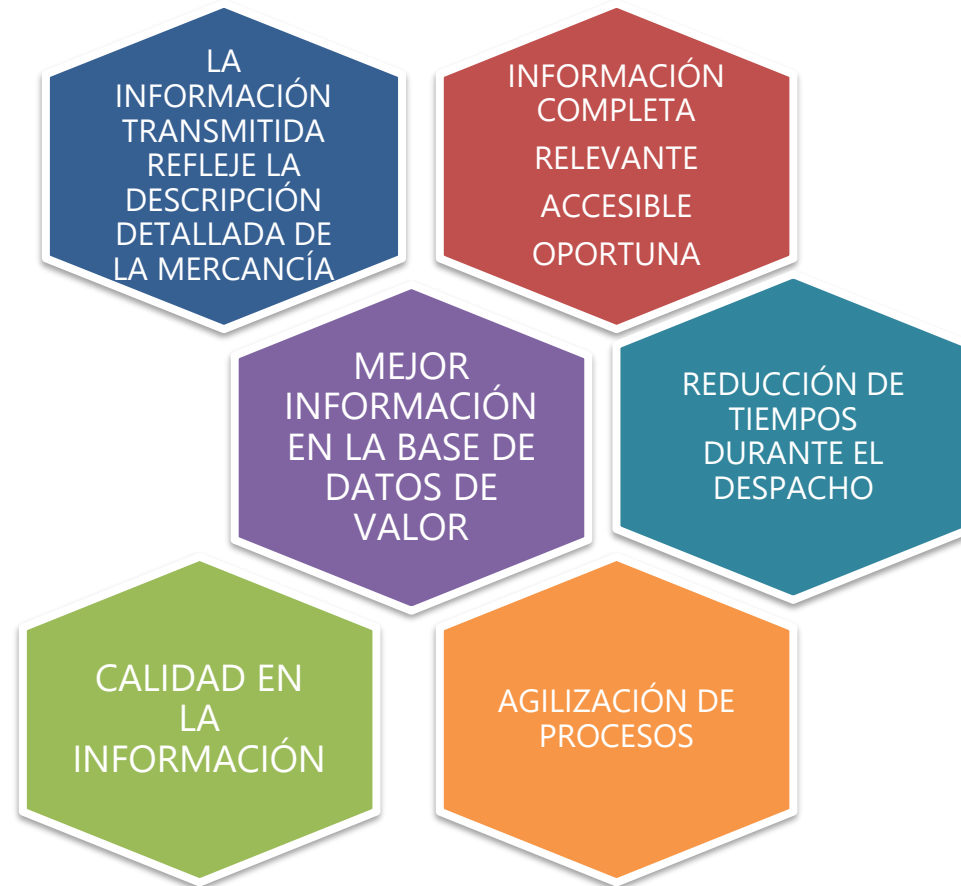 LA
INFORMACIÓN
TRANSMITIDA
REFLEJE LA
DESCRIPCIÓN
DETALLADA DE
LA MERCANCÍA
INFORMACIÓN
COMPLETA
RELEVANTE
ACCESIBLE
OPORTUNA
MEJOR
INFORMACIÓN
EN LA BASE DE
DATOS DE
VALOR
REDUCCIÓN DE
TIEMPOS
DURANTE EL
DESPACHO
CALIDAD EN
LA
INFORMACIÓN
AGILIZACIÓN DE
PROCESOS